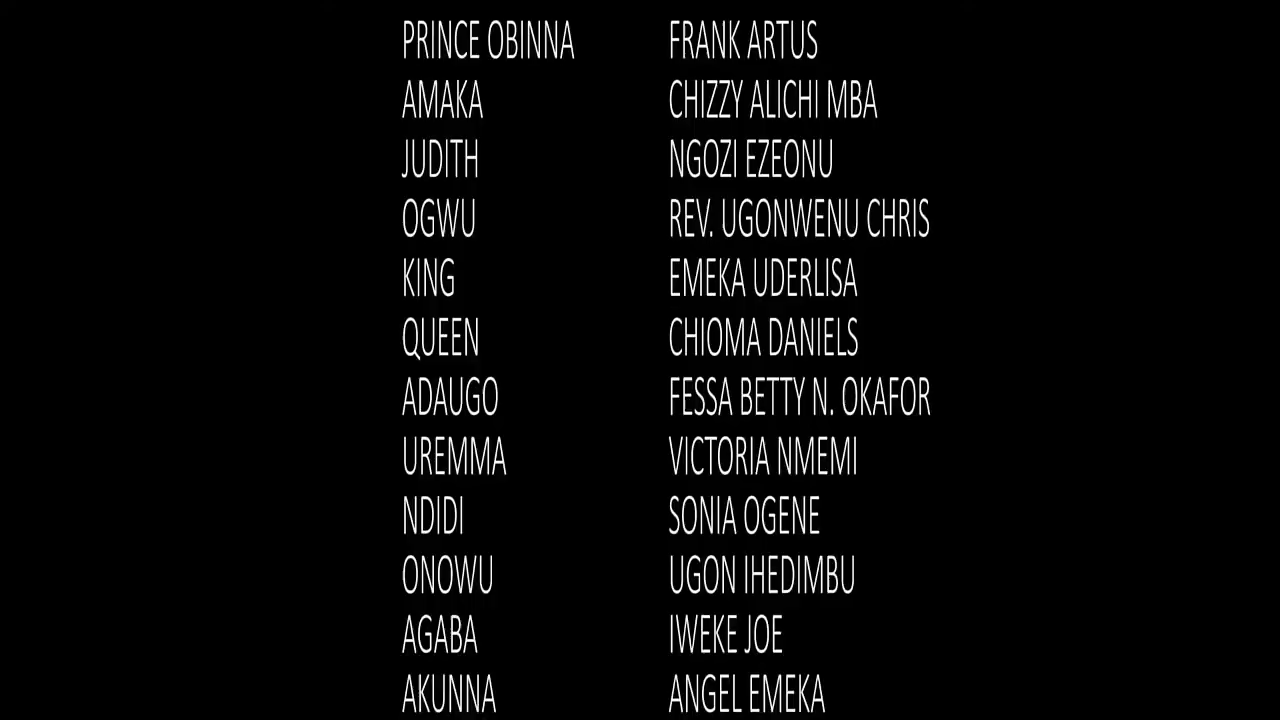 PRINCE OBINNA FRANK ARTUS
AMAKA CHIZZY ALICHI MBA
JUDITH NGOZI EZEONU
OGWU REV. UGONWENU CHRIS
KING EMEKA UDERLISA
QUEEN CHIOMA DANIELS
ADAUGO FESSA BETTY N. OKAFOR
UREMMA VICTORIA NMEMI
NDIDI SONIA OGENE
ONOWU UGON IHEDIMBU
AGABA IWEKE JOE
AKUNNA ANGEL EMEKA